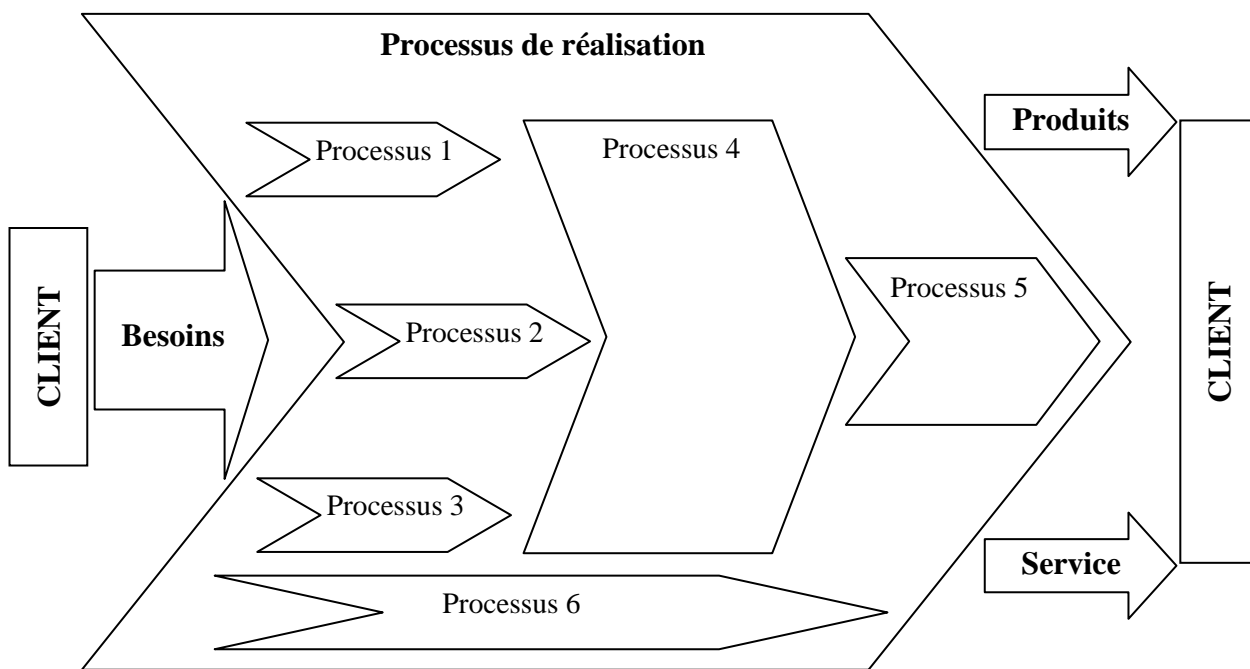 Processus de réalisation
Produits
Processus 1
Processus 4
CLIENT
Besoins
Processus 2
Processus 5
CLIENT
Processus 3
Service
Processus 6